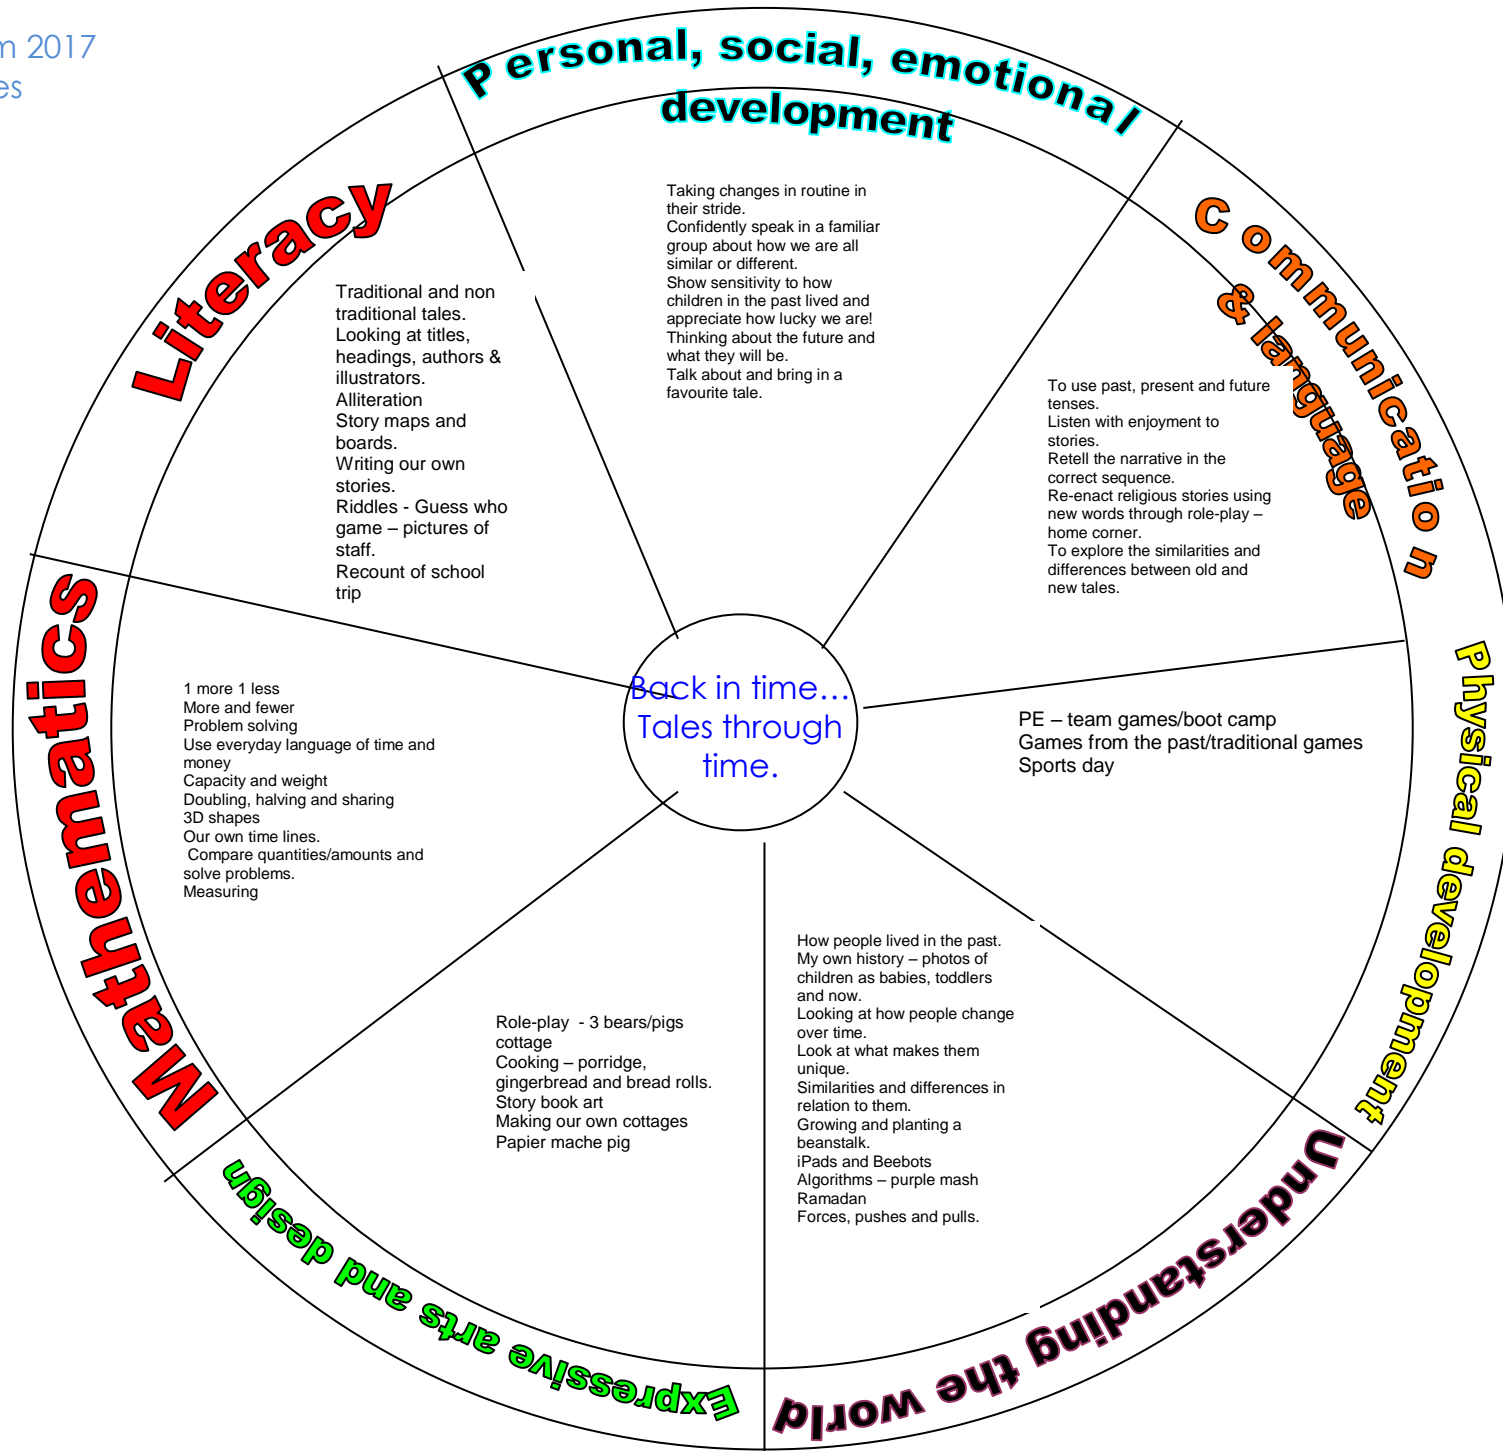 m 2017
es
Personal, social, emotional
development
Taking changes in routine in
their stride.
Confidently speak in a familiar
group about how we are all
similar or different.
Show sensitivity to how
children in the past lived and
appreciate how lucky we are!
Thinking about the future and
what they will be.
Talk about and bring in a
favourite tale.
Communication
& language
To use past, present and future
tenses.
Listen with enjoyment to
stories.
Retell the narrative in the
correct sequence.
Re-enact religious stories using
new words through role-play –
home corner.
To explore the similarities and
differences between old and
new tales.
Physical development
PE – team games/boot camp
Games from the past/traditional games
Sports day
Understanding the world
How people lived in the past.
My own history – photos of
children as babies, toddlers
and now.
Looking at how people change
over time.
Look at what makes them
unique.
Similarities and differences in
relation to them.
Growing and planting a
beanstalk.
iPads and Beebots
Algorithms – purple mash
Ramadan
Forces, pushes and pulls.
Expressive arts and design
Role-play  - 3 bears/pigs
cottage
Cooking – porridge,
gingerbread and bread rolls.
Story book art
Making our own cottages
Papier mache pig
Mathematics
1 more 1 less
More and fewer
Problem solving
Use everyday language of time and
money
Capacity and weight
Doubling, halving and sharing
3D shapes
Our own time lines.
Compare quantities/amounts and
solve problems.
Measuring
Literacy
Traditional and non
traditional tales.
Looking at titles,
headings, authors &
illustrators.
Alliteration
Story maps and
boards.
Writing our own
stories.
Riddles - Guess who
game – pictures of
staff.
Recount of school
trip
Back in time…
Tales through
time.